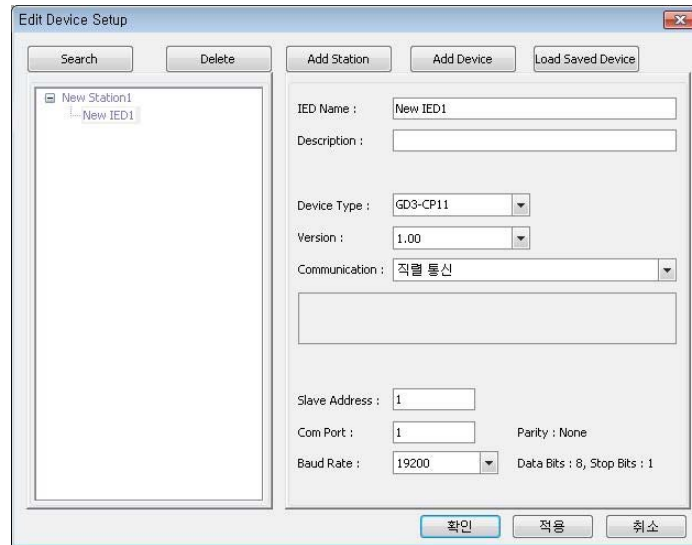 Edit Device Setup
Search
Delete
Add Station
Add Device
Load Saved Device
New Station1
New IED1
IED Name : New IED1
Description :
Device Type : GD3-CP11
Version : 1.00
Communication : 직렬 통신
Slave Address : 1
Com Port : 1 Parity : None
Baud Rate : 19200 Data Bits : 8, Stop Bits : 1
확인
적용
취소